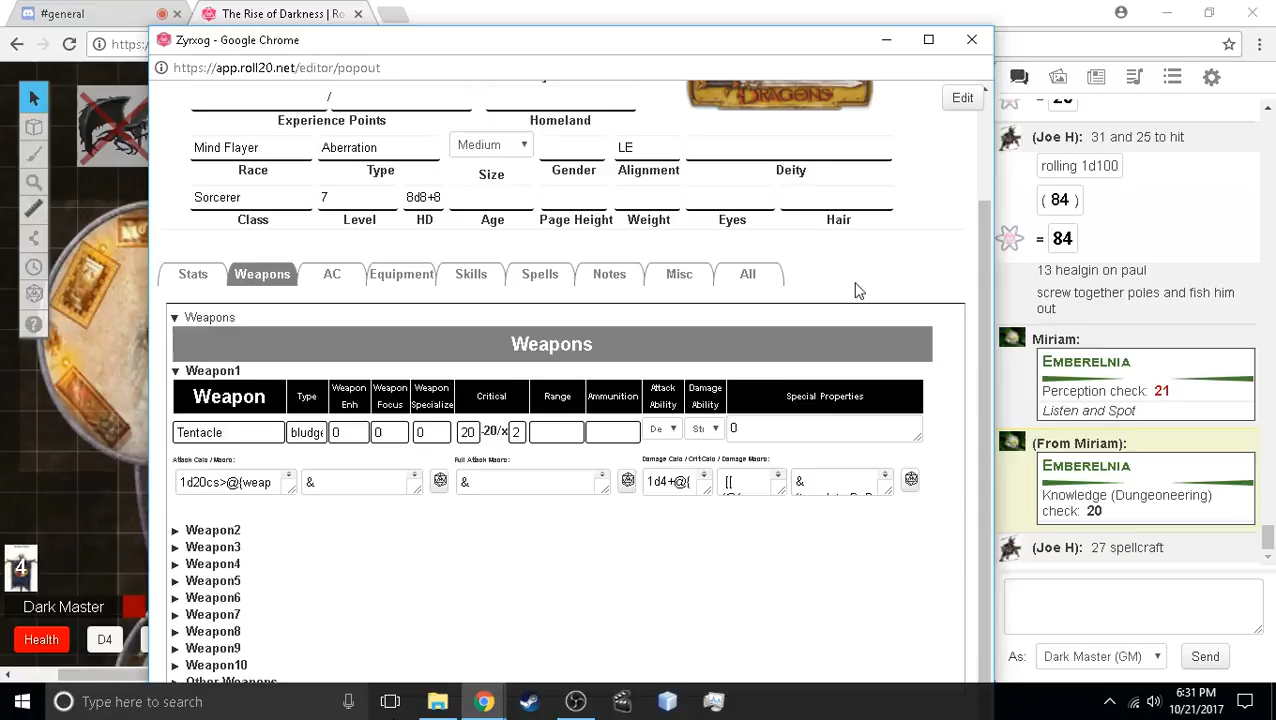 #general
The Rise of Darkness | Ro
Zyrxog - Google Chrome
https:
https://app.roll20.net/editor/popout
DRAGONS
Edit
/
Experience Points
Homeland
Mind Flayer
Aberration
Medium
LE
Race
Type
Size
Gender
Alignment
Deity
Sorcerer
7
8d8+8
Class
Level
HD
Age
Page Height
Weight
Eyes
Hair
Stats
Weapons
AC
Equipment
Skills
Spells
Notes
Misc
All
Weapons
Weapons
Weapon1
Weapon
Type
Weapon Enh
Weapon Focus
Weapon Specialize
Critical
Range
Ammunition
Attack Ability
Damage Ability
Special Properties
Tentacle
bludge
0
0
0
20 -20/x 2
De
Str
0
Attack Calc / Macro:
Full Attack Macro:
Damage Calc / Crit Calc / Damage Macro:
1d20cs>@{weap
&
&
1d4+@{
[[
&
Weapon2
Weapon3
Weapon4
Weapon5
Weapon6
Weapon7
Weapon8
Weapon9
Weapon10
Other Weapons
4
Dark Master
Health
D4
(Joe H): 31 and 25 to hit
rolling 1d100
( 84 )
= 84
13 healgin on paul
screw together poles and fish him
out
Miriam:
EMBERELNIA
Perception check: 21
Listen and Spot
(From Miriam):
EMBERELNIA
Knowledge (Dungeoneering)
check: 20
(Joe H): 27 spellcraft
As:
Dark Master (GM)
Send
Type here to search
6:31 PM
10/21/2017